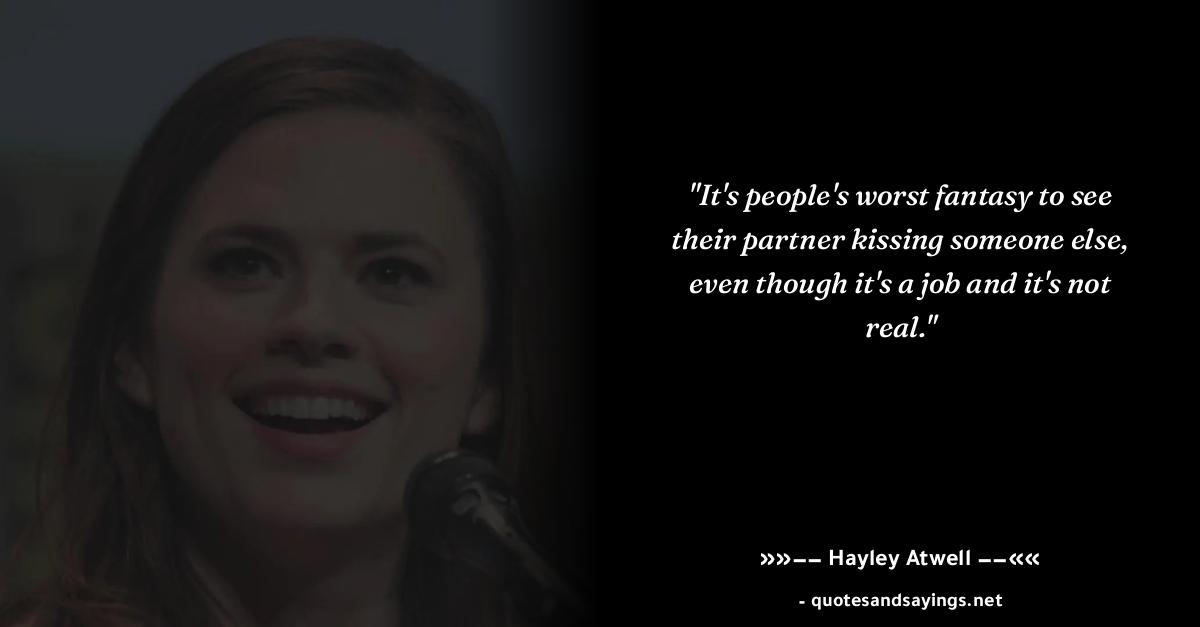 "It's people's worst fantasy to see
their partner kissing someone else,
even though it's a job and it's not
real."
»»−− Hayley Atwell −−««
- quotesandsayings.net